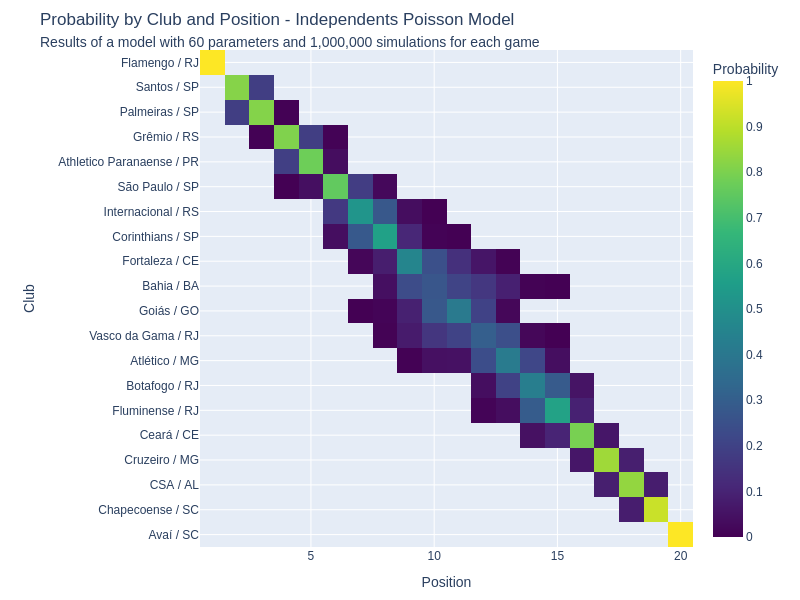 Probability by Club and Position - Independents Poisson Model
Results of a model with 60 parameters and 1,000,000 simulations for each game
Probability
Flamengo / RJ
Santos / SP
Palmeiras / SP
Grêmio / RS
Athletico Paranaense / PR
São Paulo / SP
Internacional / RS
Corinthians / SP
Fortaleza / CE
Bahia / BA
Goiás / GO
Vasco da Gama / RJ
Atlético / MG
Botafogo / RJ
Fluminense / RJ
Ceará / CE
Cruzeiro / MG
CSA / AL
Chapecoense / SC
Avaí / SC
Club
5
10
15
20
Position
1
0.9
0.8
0.7
0.6
0.5
0.4
0.3
0.2
0.1
0